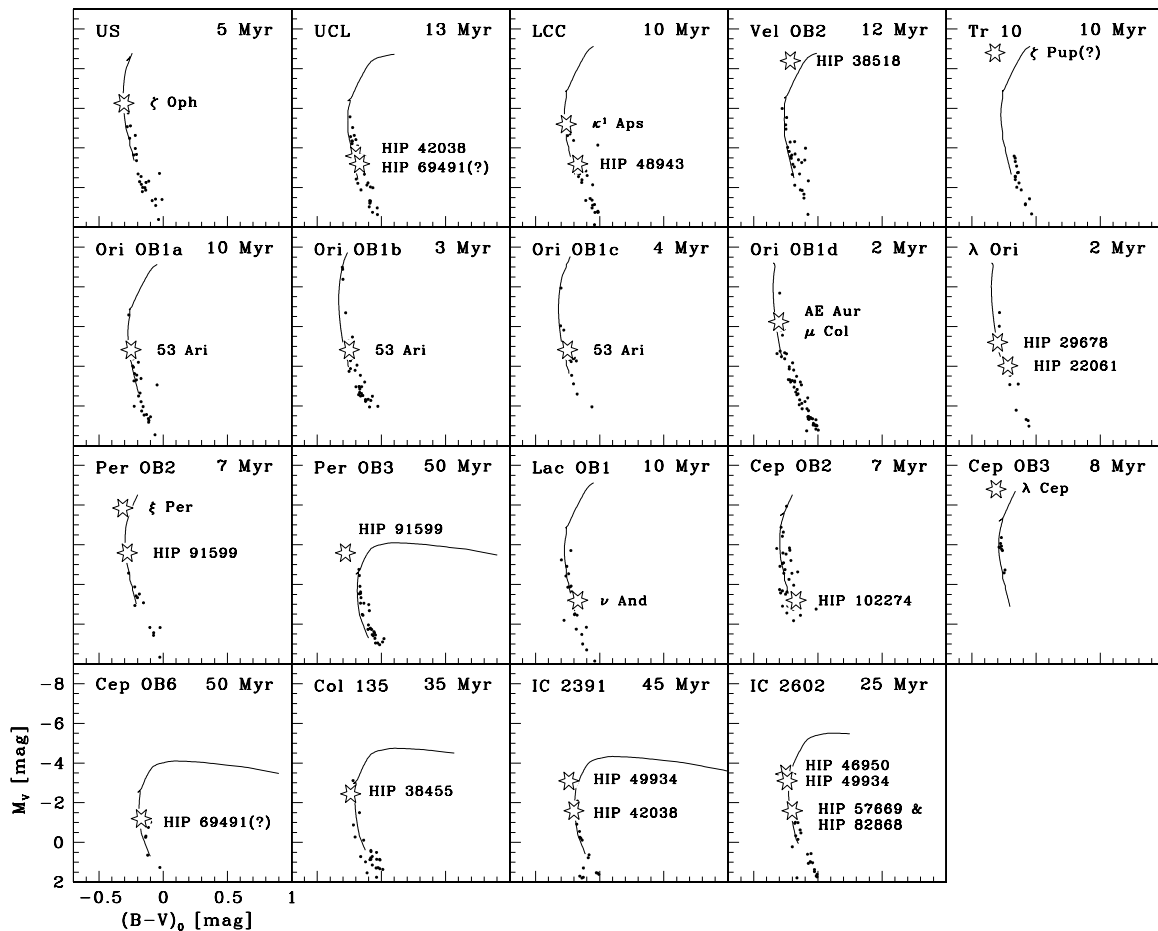 US 5 Myr
ζ Oph
UCL 13 Myr
HIP 42038
HIP 69491(?)
LCC 10 Myr
κ¹ Aps
HIP 48943
Vel OB2 12 Myr
HIP 38518
Tr 10 10 Myr
ζ Pup(?)
Ori OB1a 10 Myr
53 Ari
Ori OB1b 3 Myr
53 Ari
Ori OB1c 4 Myr
53 Ari
Ori OB1d 2 Myr
AE Aur
μ Col
λ Ori 2 Myr
HIP 29678
HIP 22061
Per OB2 7 Myr
ξ Per
HIP 91599
Per OB3 50 Myr
HIP 91599
Lac OB1 10 Myr
ν And
Cep OB2 7 Myr
HIP 102274
Cep OB3 8 Myr
λ Cep
Cep OB6 50 Myr
HIP 69491(?)
Col 135 35 Myr
HIP 38455
IC 2391 45 Myr
HIP 49934
HIP 42038
IC 2602 25 Myr
HIP 46950
HIP 49934
HIP 57669 &
HIP 82868
-8
-6
-4
-2
0
2
M_V [mag]
-0.5 0 0.5 1
(B-V)₀ [mag]